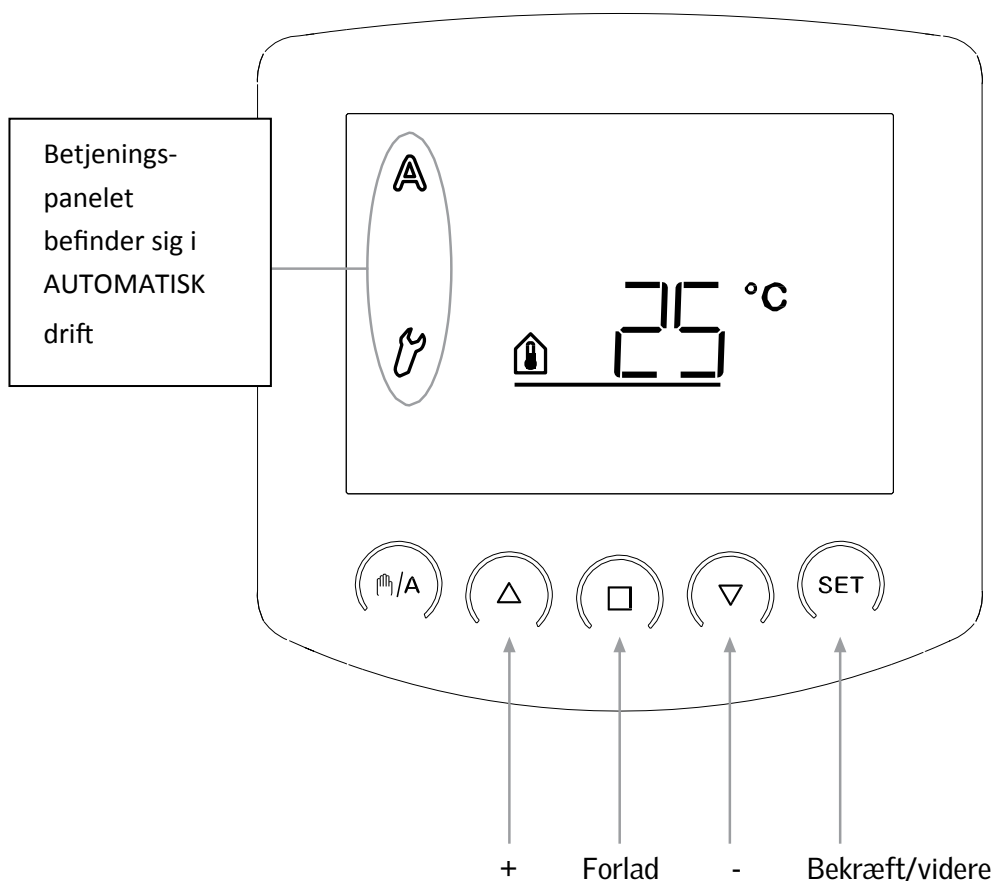 Betjenings-
panelet
befinder sig i
AUTOMATISK
drift
A
25 °C
/A
SET
+ Forlad - Bekræft/videre